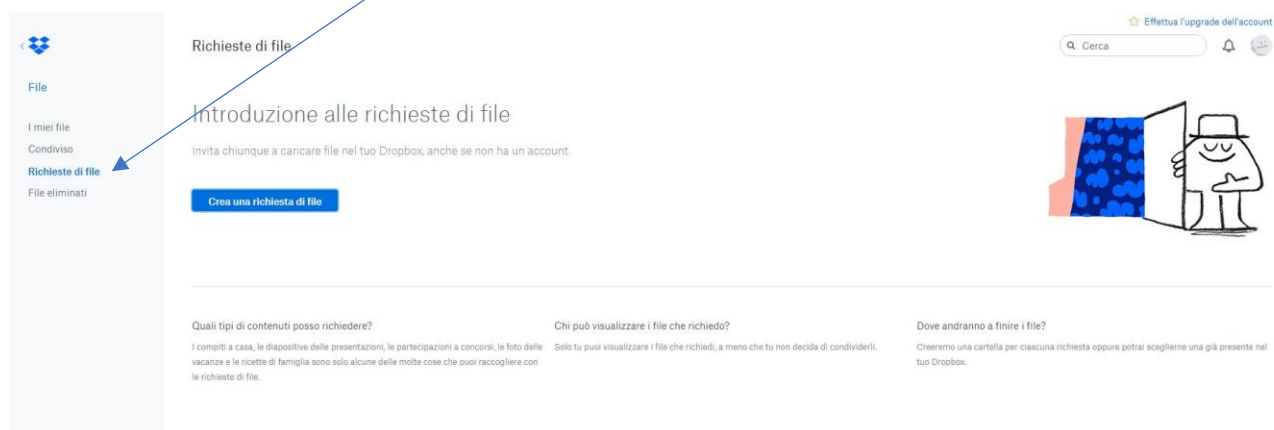 Effettua l'upgrade dell'account
Richieste di file
Cerca
File
I miei file
Condiviso
Richieste di file
File eliminati
Introduzione alle richieste di file
Invita chiunque a caricare file nel tuo Dropbox, anche se non ha un account.
Crea una richiesta di file
Quali tipi di contenuti posso richiedere?
I compiti a casa, le diapositive delle presentazioni, le partecipazioni a concorsi, le foto delle
vacanze e le ricette di famiglia sono solo alcune delle molte cose che puoi raccogliere con
le richieste di file.
Chi può visualizzare i file che richiedo?
Solo tu puoi visualizzare i file che richiedi, a meno che tu non decida di condividerli.
Dove andranno a finire i file?
Creeremo una cartella per ciascuna richiesta oppure potrai sceglierne una già presente nel
tuo Dropbox.